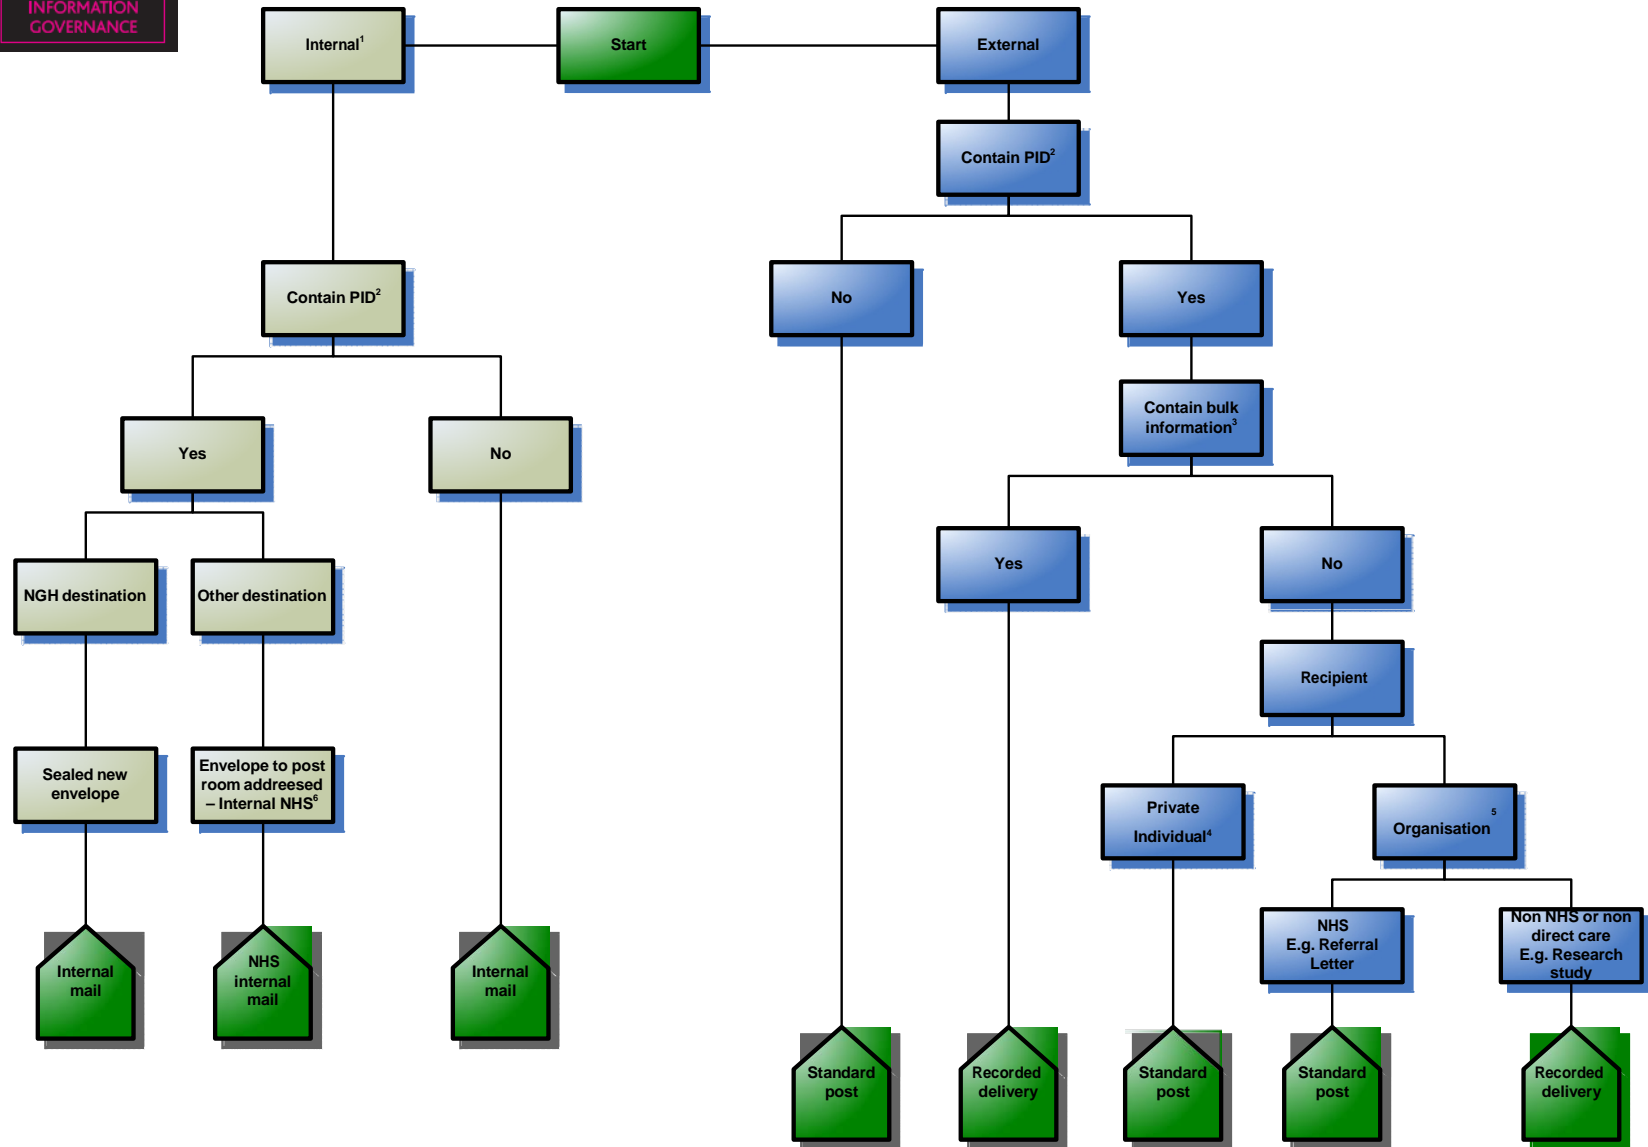 INFORMATION
GOVERNANCE
Internal¹
Start
External
Contain PID²
Contain PID²
No
Yes
Contain bulk
information³
Yes
No
Yes
No
NGH destination
Other destination
Recipient
Sealed new
envelope
Envelope to post
room addreesed
– Internal NHS⁶
Private
Individual⁴
Organisation ⁵
NHS
E.g. Referral
Letter
Non NHS or non
direct care
E.g. Research
study
Internal
mail
NHS
internal
mail
Internal
mail
Standard
post
Recorded
delivery
Standard
post
Standard
post
Recorded
delivery